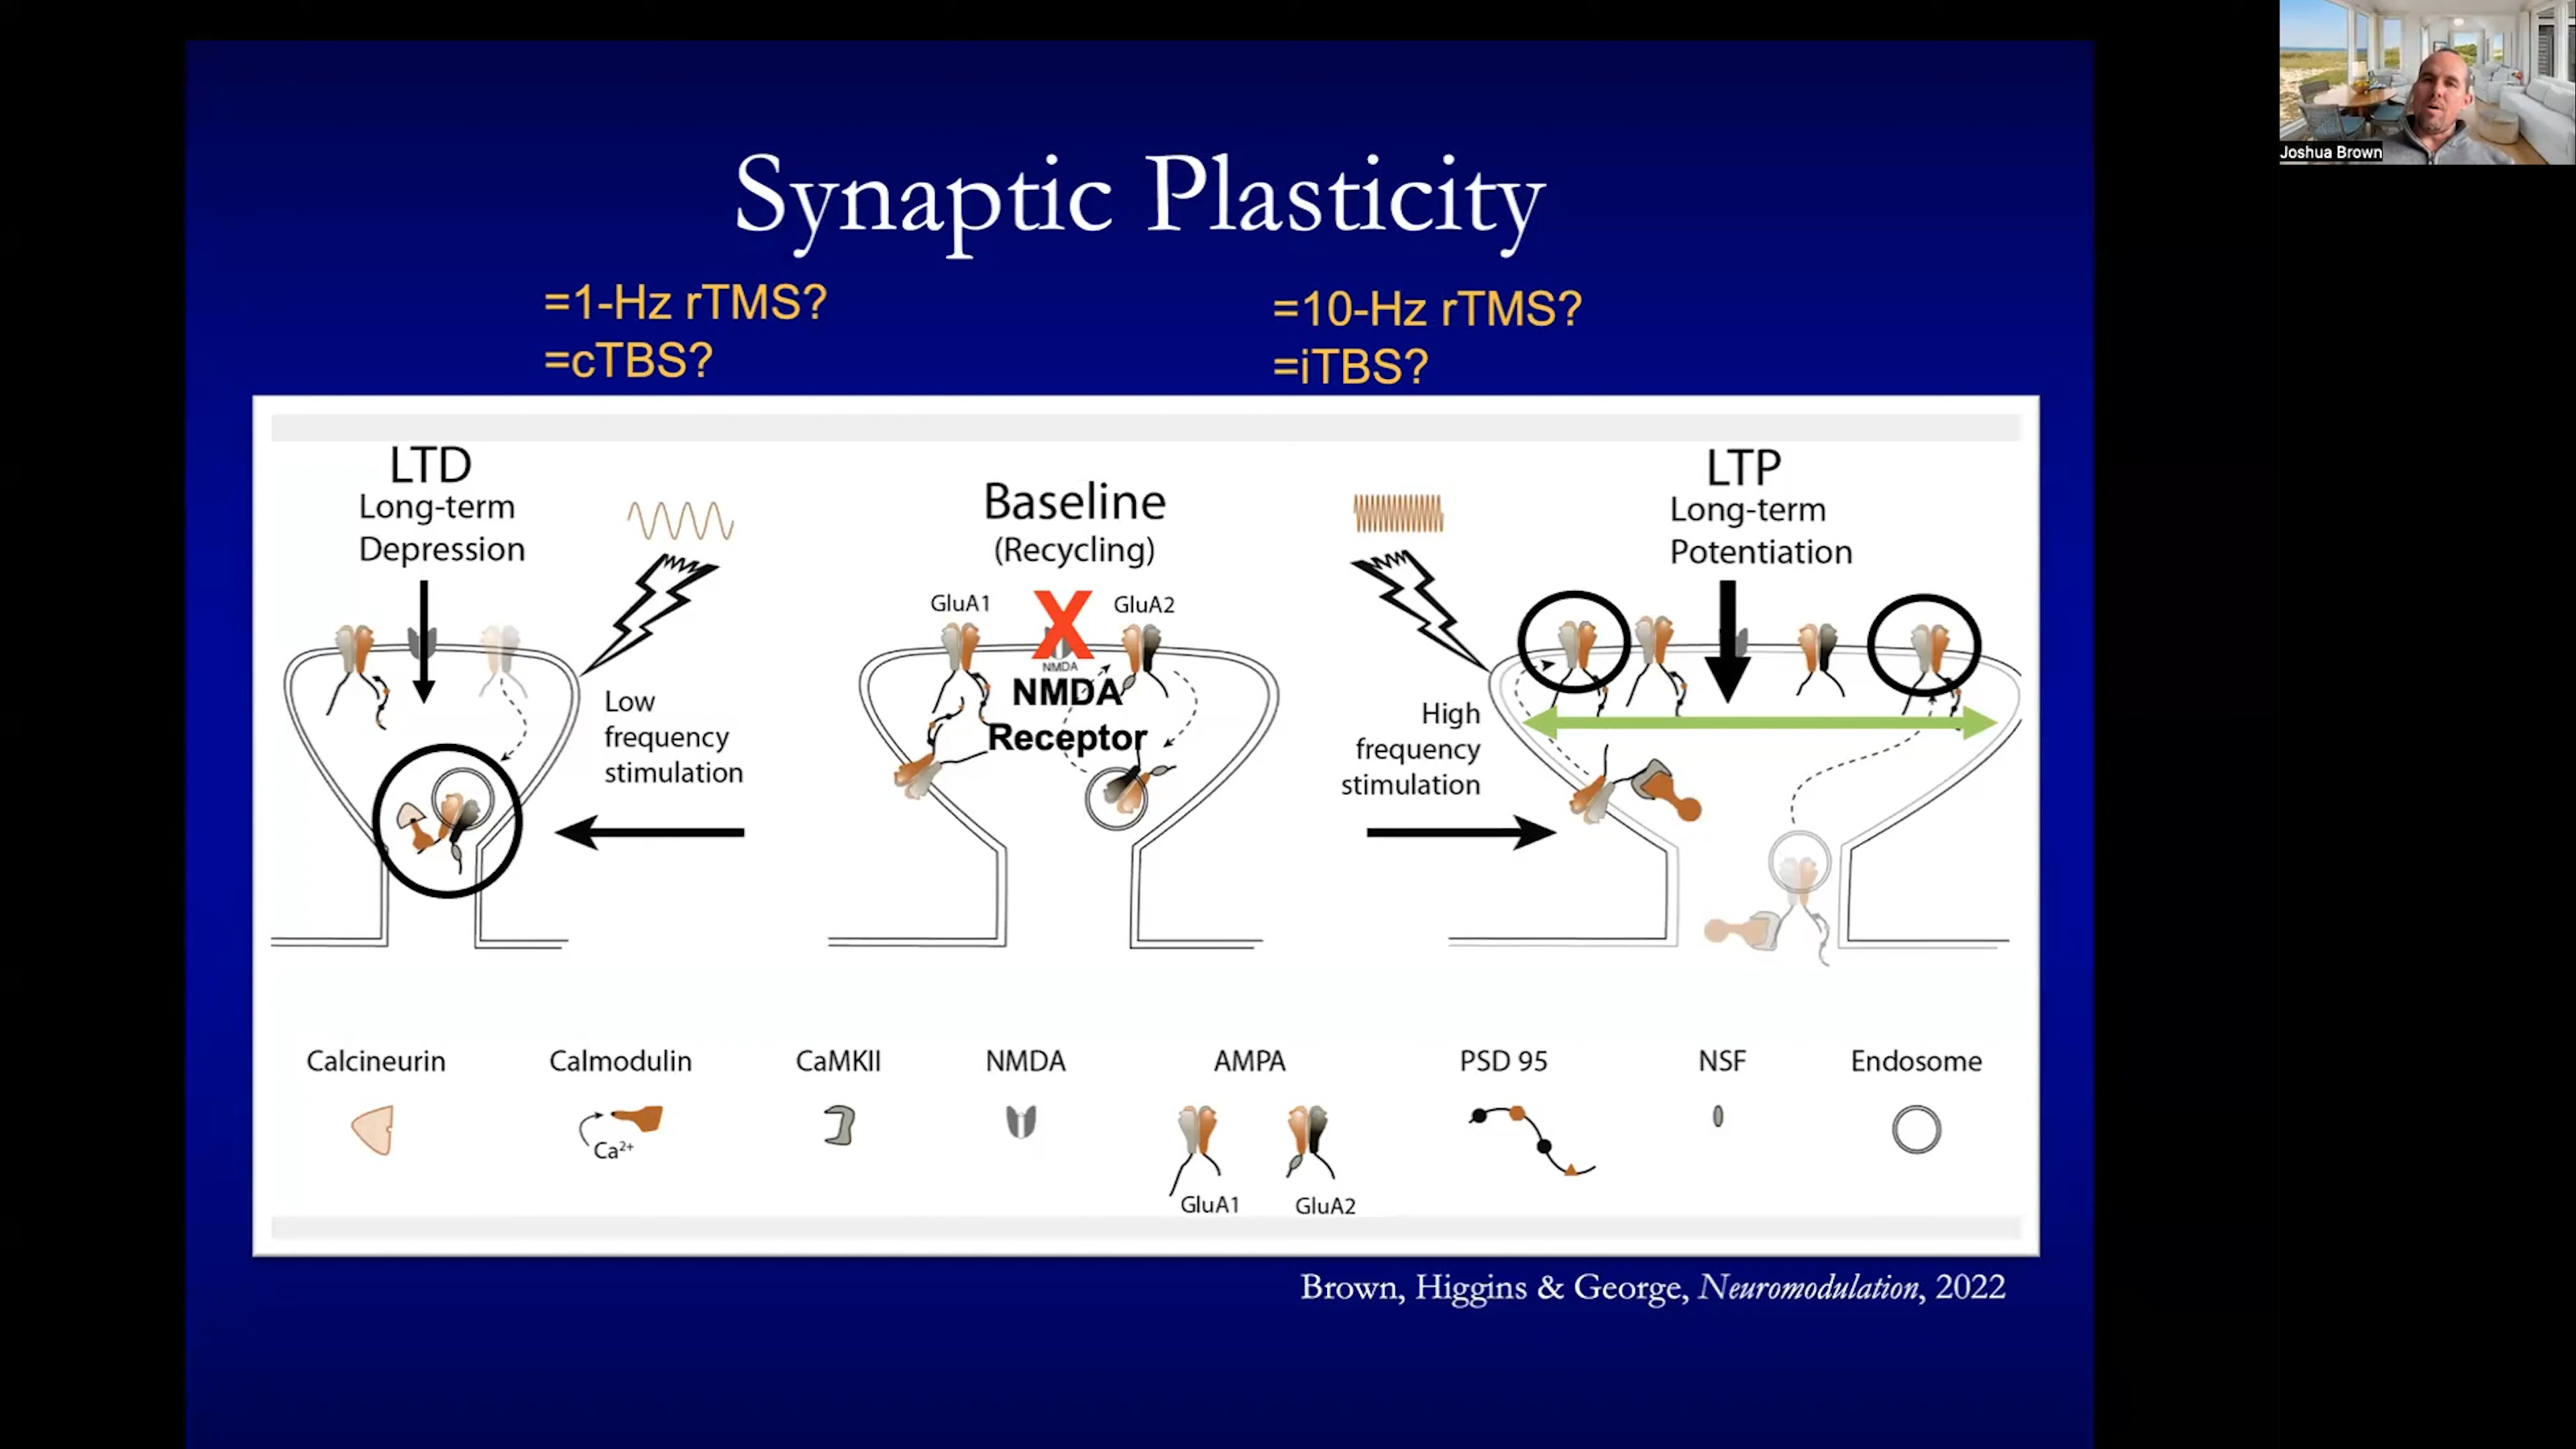 Joshua Brown
Synaptic Plasticity
=1-Hz rTMS?
=cTBS?
=10-Hz rTMS?
=iTBS?
LTD
Long-term
Depression
Low
frequency
stimulation
Baseline
(Recycling)
GluA1
X
GluA2
NMDA
NMDA
Receptor
LTP
Long-term
Potentiation
High
frequency
stimulation
Calcineurin
Calmodulin
CaMKII
NMDA
AMPA
PSD 95
NSF
Endosome
Ca²⁺
GluA1
GluA2
Brown, Higgins & George, Neuromodulation, 2022